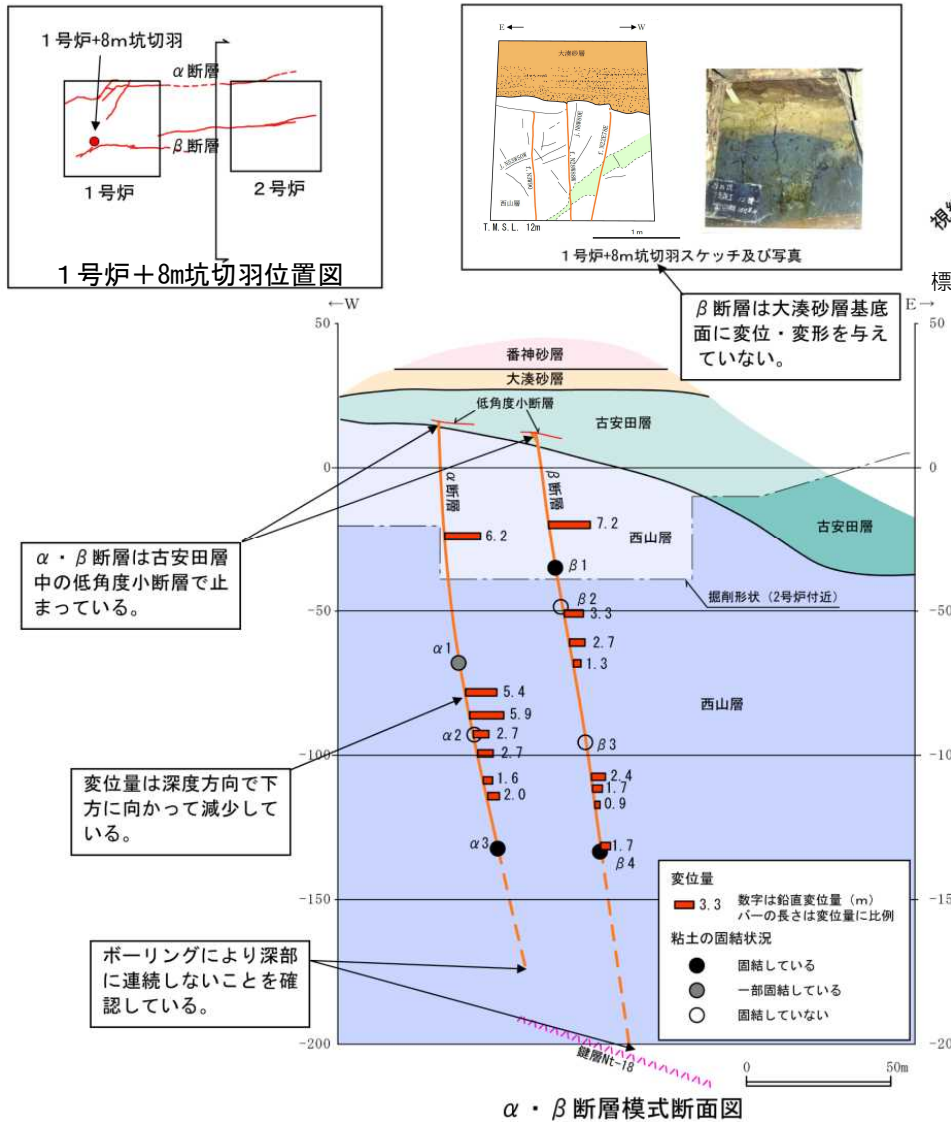 1号炉+8m坑切羽
α断層
β断層
1号炉
2号炉
1号炉+8m坑切羽位置図
E
W
大湊砂層
西山層
T.M.S.L. 12m
1m
1号炉+8m坑切羽スケッチ及び写真
標
β断層は大湊砂層基底
面に変位・変形を与え
ていない。
←W
E→
50
50
番神砂層
大湊砂層
低角度小断層
古安田層
0
0
α断層
β断層
古安田層
6.2
7.2
西山層
α・β断層は古安田層
中の低角度小断層で止
まっている。
β1
掘削形状（2号炉付近）
-50
-50
β2
3.3
2.7
1.3
α1
5.4
5.9
西山層
α2
2.7
β3
-100
-100
2.7
変位量は深度方向で下
方に向かって減少して
いる。
1.6
2.0
2.4
1.7
0.9
α3
1.7
β4
-150
-15
変位量
3.3
数字は鉛直変位量（m）
バーの長さは変位量に比例
粘土の固結状況
固結している
一部固結している
固結していない
ボーリングにより深部
に連続しないことを確
認している。
-200
-20
鍵層Nt-18
0
50m
α・β断層模式断面図